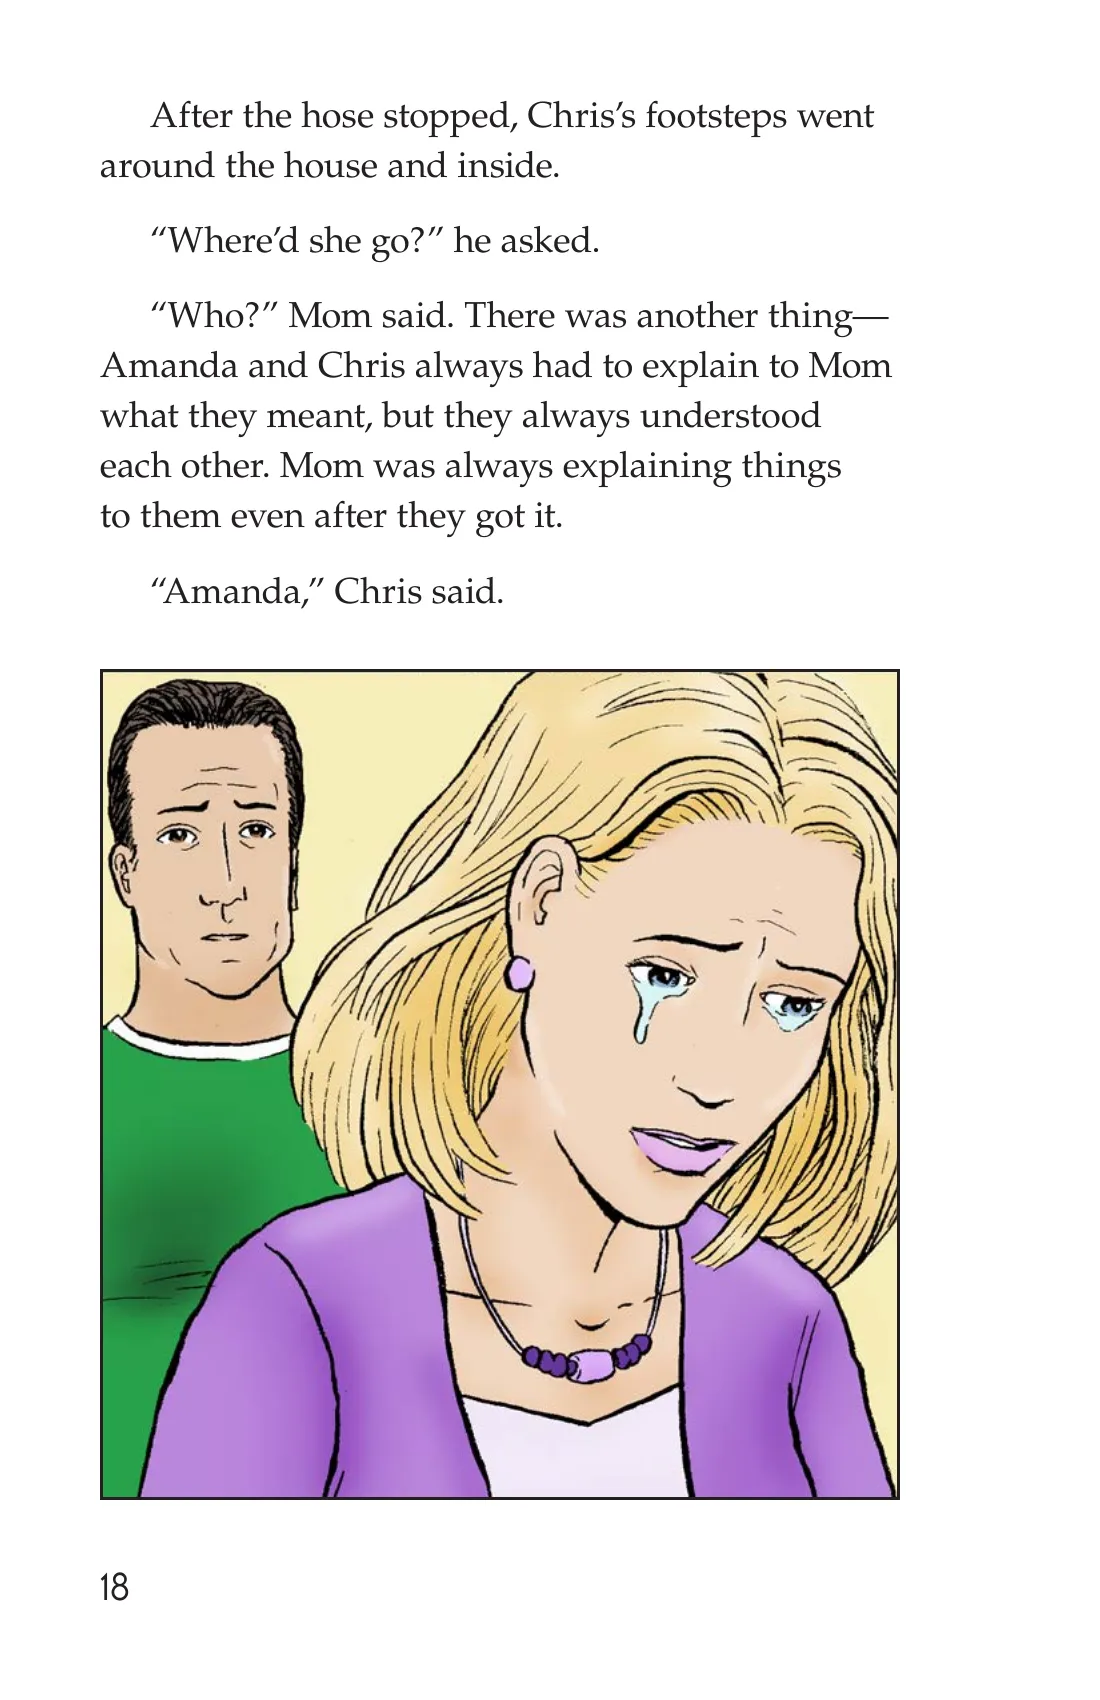 After the hose stopped, Chris’s footsteps went
around the house and inside.
“Where’d she go?” he asked.
“Who?” Mom said. There was another thing—
Amanda and Chris always had to explain to Mom
what they meant, but they always understood
each other. Mom was always explaining things
to them even after they got it.
“Amanda,” Chris said.
18